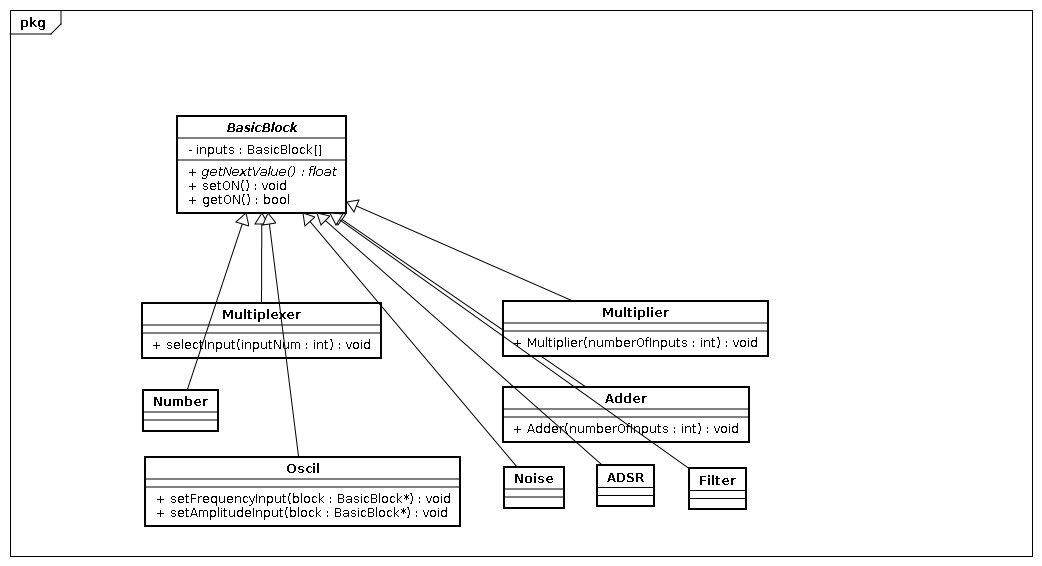 pkg
BasicBlock
- inputs : BasicBlock[]
+ getNextValue() : float
+ setON() : void
+ getON() : bool
Multiplexer
+ selectInput(inputNum : int) : void
Multiplier
+ Multiplier(numberOfInputs : int) : void
Number
Adder
+ Adder(numberOfInputs : int) : void
Oscil
+ setFrequencyInput(block : BasicBlock*) : void
+ setAmplitudeInput(block : BasicBlock*) : void
Noise
ADSR
Filter